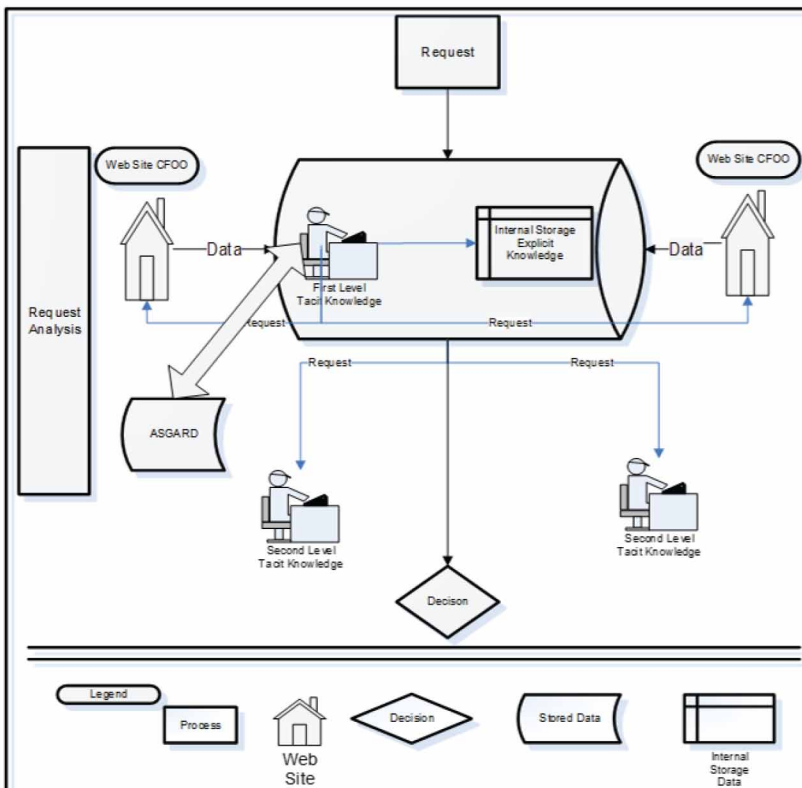 Request
Web Site CFOO
Web Site CFOO
Data
Data
Internal Storage
Explicit
Knowledge
First Level
Tacit Knowledge
Request
Analysis
Request
Request
Request
Request
ASGARD
Second Level
Tacit Knowledge
Second Level
Tacit Knowledge
Decison
Legend
Process
Web
Site
Decision
Stored Data
Internal
Storage
Data